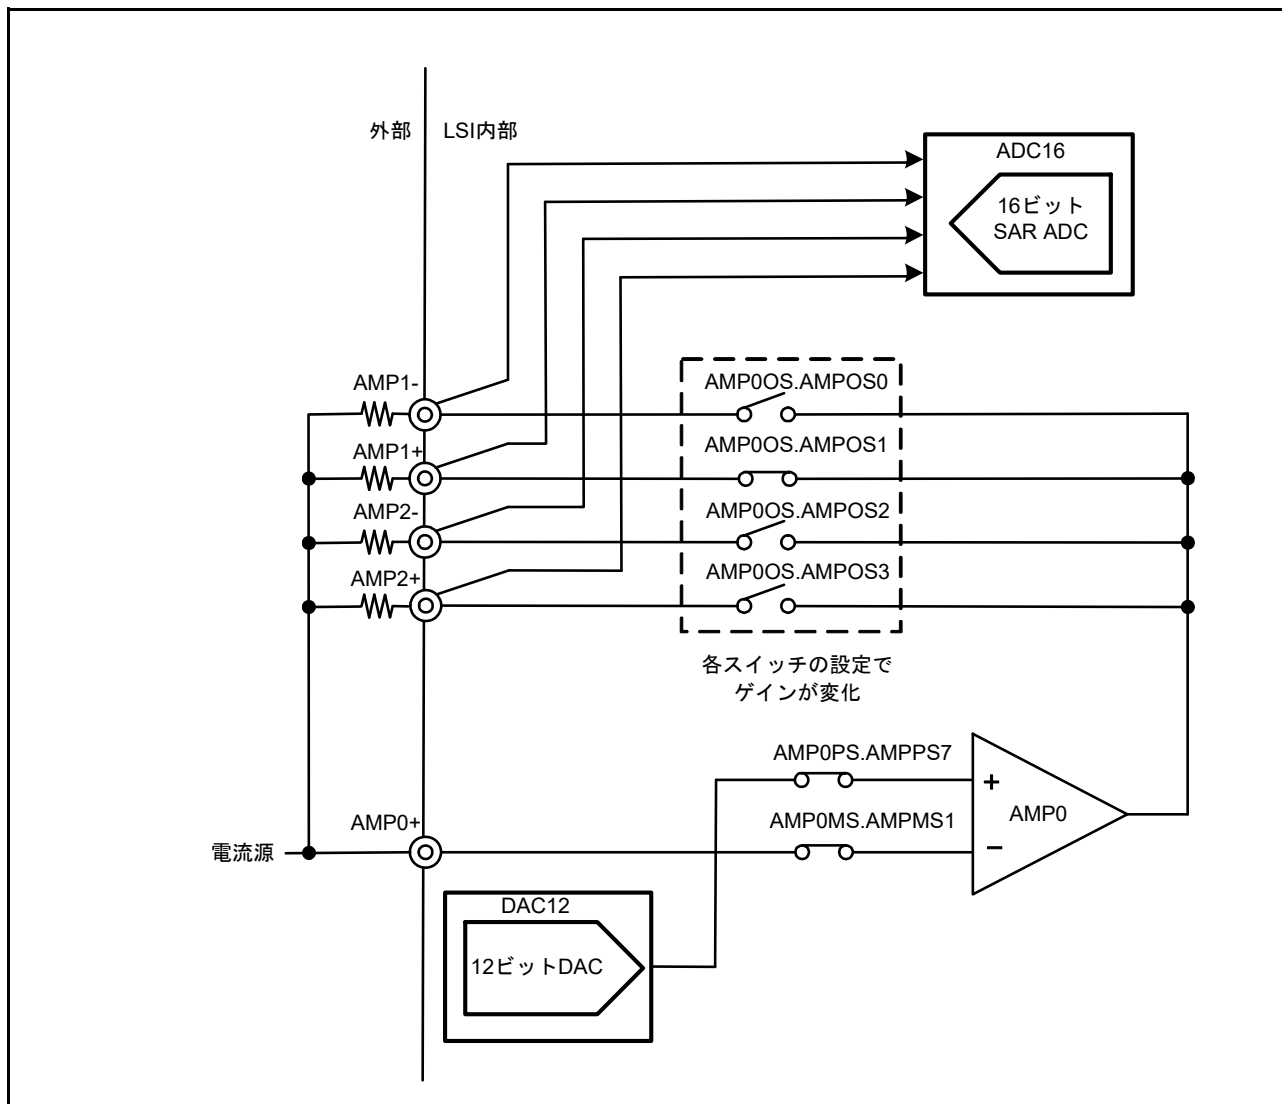 外部
LSI内部
ADC16
16ビット
SAR ADC
AMP1-
AMP0OS.AMPOS0
AMP1+
AMP0OS.AMPOS1
AMP2-
AMP0OS.AMPOS2
AMP2+
AMP0OS.AMPOS3
各スイッチの設定で
ゲインが変化
AMP0PS.AMPPS7
+
AMP0
AMP0+
AMP0MS.AMPMS1
−
電流源
DAC12
12ビットDAC